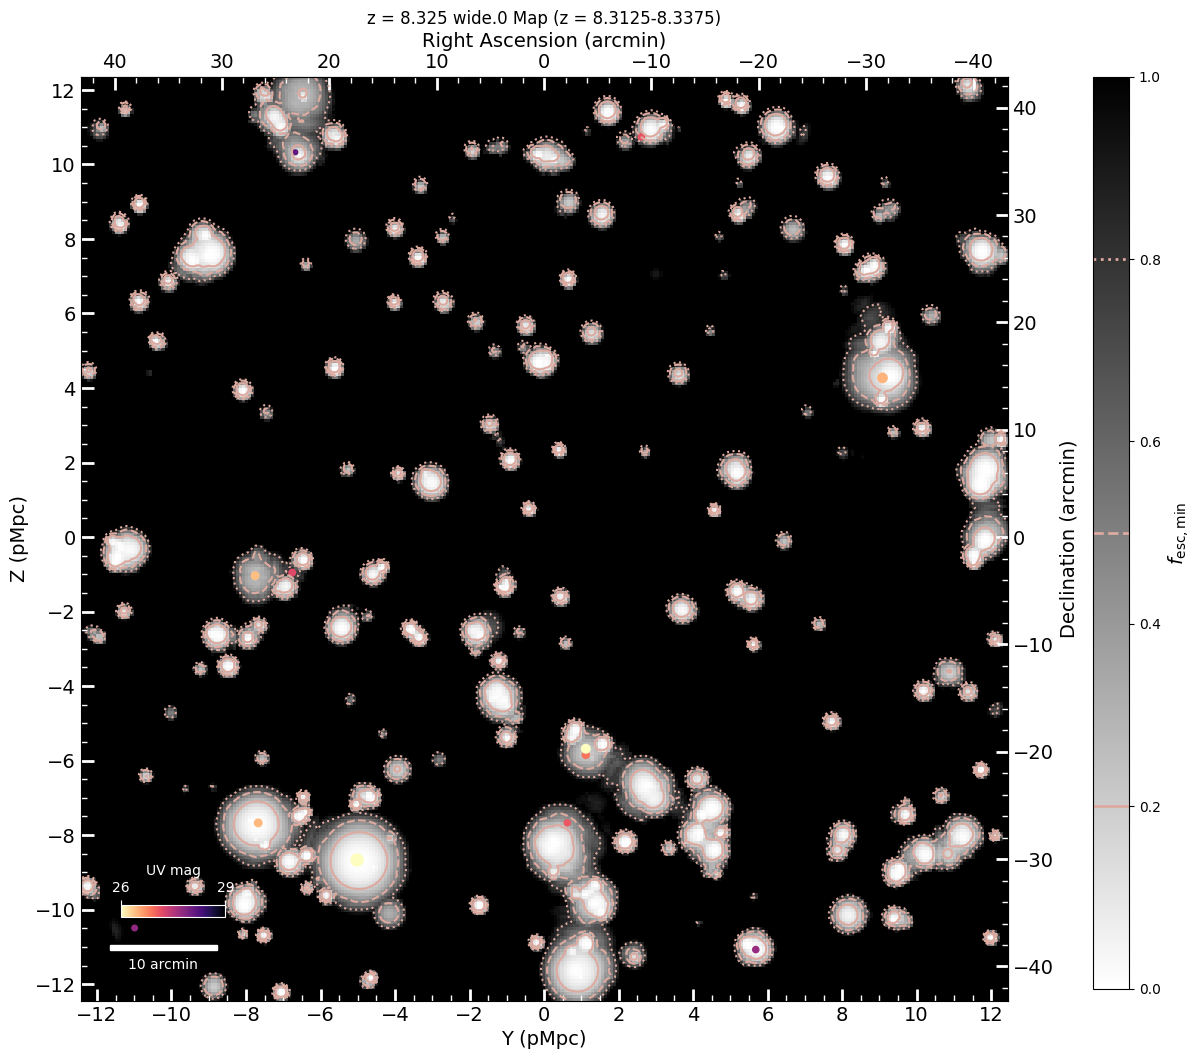 z = 8.325 wide.0 Map (z = 8.3125-8.3375)
Right Ascension (arcmin)
40 30 20 10 0 −10 −20 −30 −40
12
10
8
6
4
2
0
−2
−4
−6
−8
−10
−12
Z (pMpc)
40
30
20
10
0
−10
−20
−30
−40
Declination (arcmin)
1.0
0.8
0.6
0.4
0.2
0.0
fesc, min
UV mag
26 29
10 arcmin
−12 −10 −8 −6 −4 −2 0 2 4 6 8 10 12
Y (pMpc)